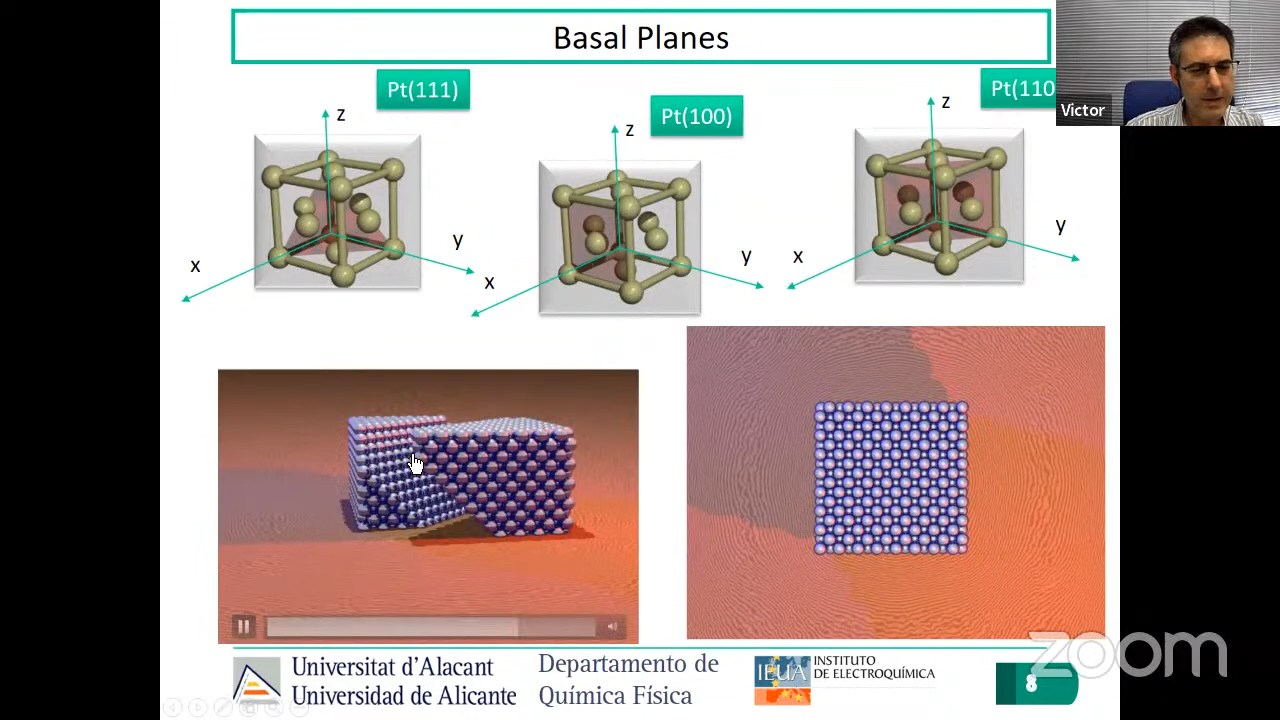 Basal Planes
Pt(111)
Pt(100)
Pt(110
Victor
z
y
x
z
y
x
z
y
x
Universitat d'Alacant
Universidad de Alicante
Departamento de
Química Física
IEUA
INSTITUTO
DE ELECTROQUÍMICA
8
zoom